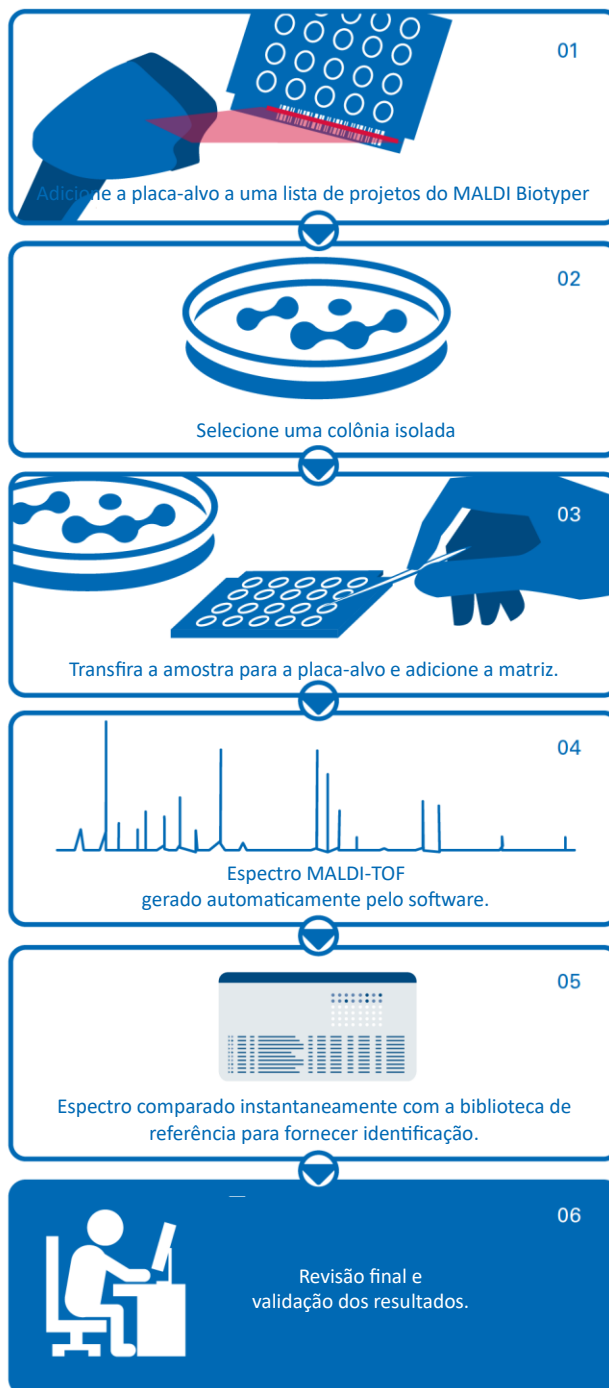 01
Adicione a placa-alvo a uma lista de projetos do MALDI Biotyper
02
Selecione uma colônia isolada
03
Transfira a amostra para a placa-alvo e adicione a matriz.
04
Espectro MALDI-TOF
gerado automaticamente pelo software.
05
Espectro comparado instantaneamente com a biblioteca de
referência para fornecer identificação.
06
Revisão final e
validação dos resultados.